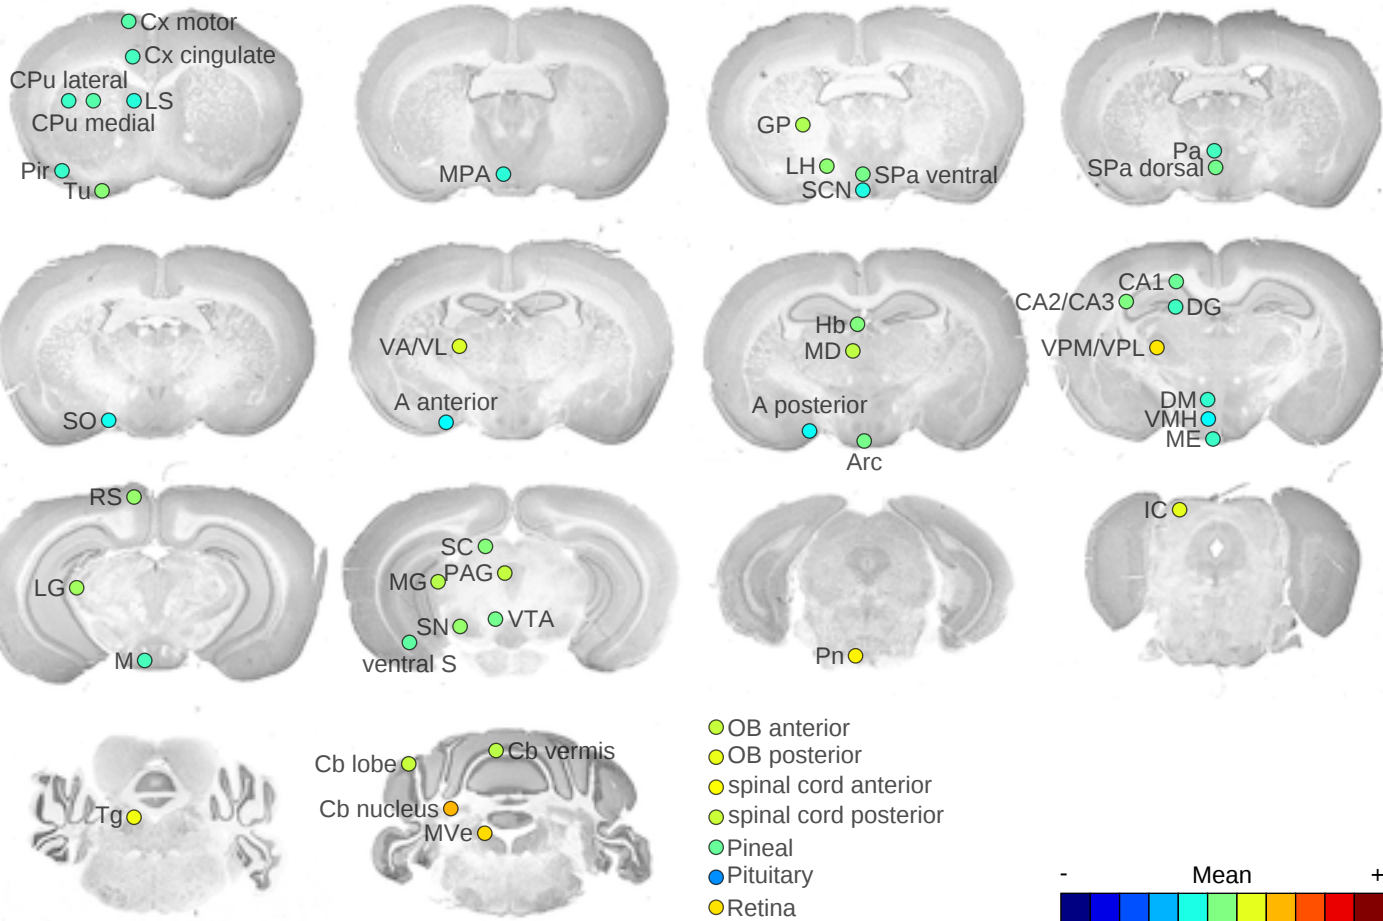 Cx motor
Cx cingulate
CPu lateral
LS
CPu medial
Pir
Tu
MPA
GP
LH
SPa ventral
SCN
Pa
SPa dorsal
SO
VA/VL
A anterior
Hb
MD
A posterior
Arc
CA1
CA2/CA3
DG
VPM/VPL
DM
VMH
ME
RS
LG
M
SC
MG
PAG
SN
VTA
ventral S
Pn
IC
Tg
Cb lobe
Cb vermis
Cb nucleus
MVe
OB anterior
OB posterior
spinal cord anterior
spinal cord posterior
Pineal
Pituitary
Retina
- Mean +